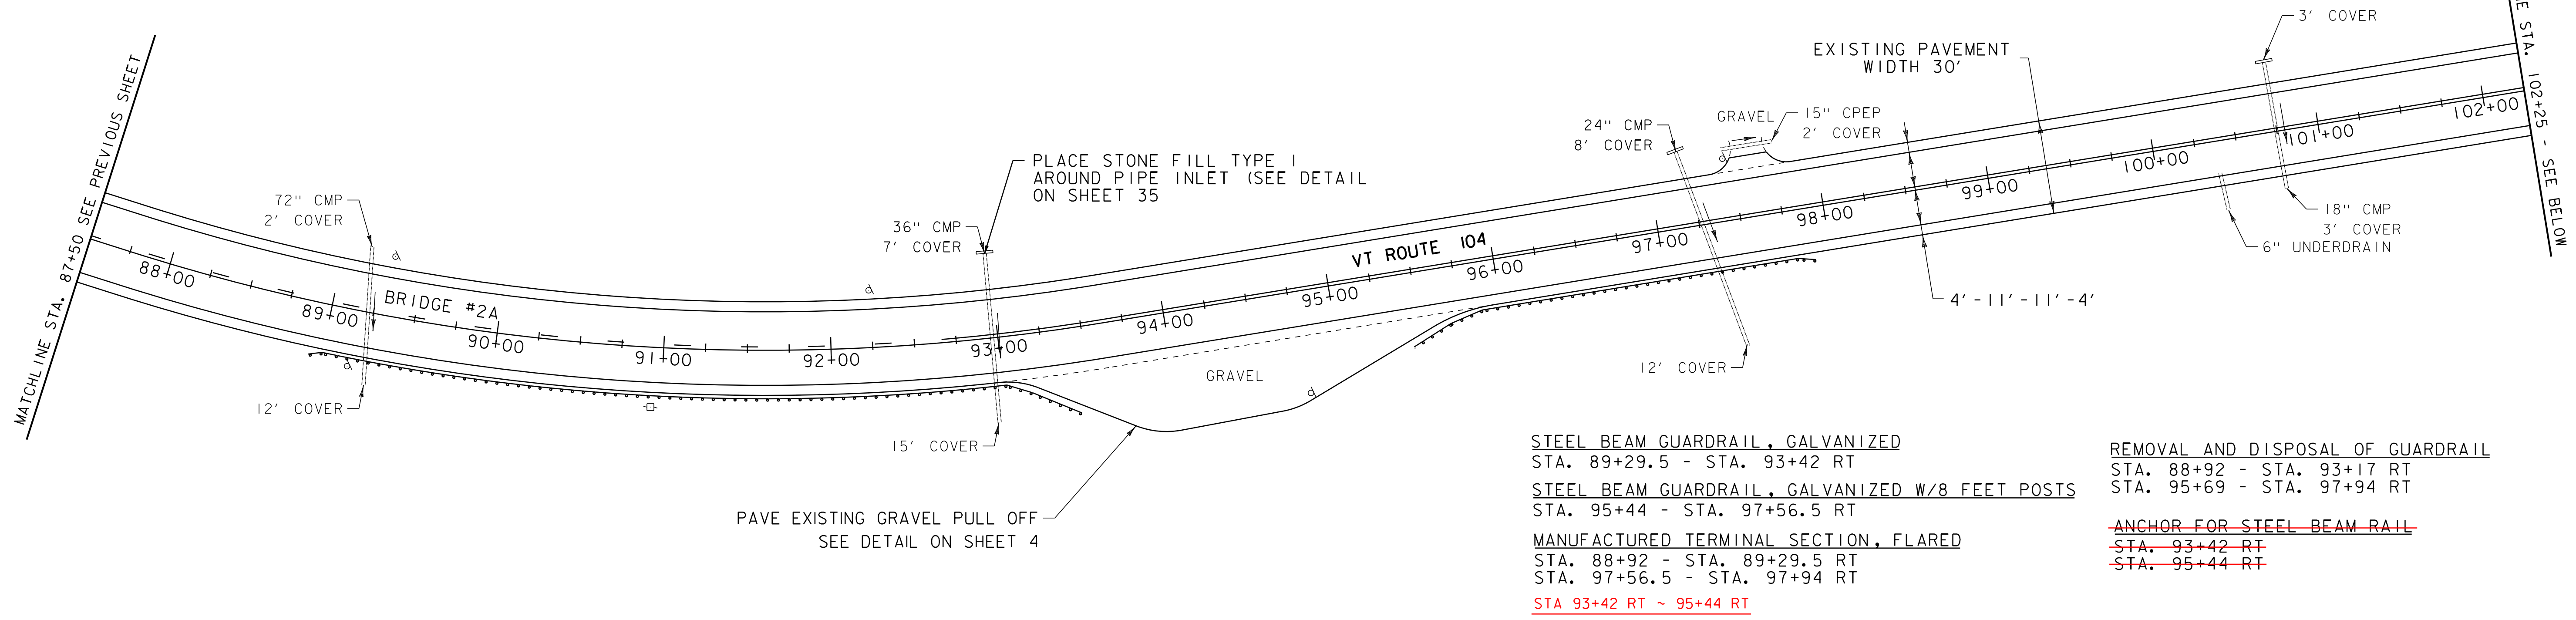 MATCHLINE STA. 87+50 SEE PREVIOUS SHEET
72" CMP
2' COVER
88+00
89+00
BRIDGE #2A
90+00
91+00
92+00
93+00
94+00
95+00
96+00
97+00
98+00
99+00
100+00
101+00
102+00
12' COVER
36" CMP
7' COVER
PLACE STONE FILL TYPE I
AROUND PIPE INLET (SEE DETAIL
ON SHEET 35
15' COVER
PAVE EXISTING GRAVEL PULL OFF
SEE DETAIL ON SHEET 4
GRAVEL
VT ROUTE 104
24" CMP
8' COVER
GRAVEL
15" CPEP
2' COVER
12' COVER
EXISTING PAVEMENT
WIDTH 30'
4'-11'-11'-4'
3' COVER
18" CMP
3' COVER
6" UNDERDRAIN
STA. 102+25 - SEE BELOW
STEEL BEAM GUARDRAIL, GALVANIZED
STA. 89+29.5 - STA. 93+42 RT
STEEL BEAM GUARDRAIL, GALVANIZED W/8 FEET POSTS
STA. 95+44 - STA. 97+56.5 RT
MANUFACTURED TERMINAL SECTION, FLARED
STA. 88+92 - STA. 89+29.5 RT
STA. 97+56.5 - STA. 97+94 RT
STA 93+42 RT ~ 95+44 RT
REMOVAL AND DISPOSAL OF GUARDRAIL
STA. 88+92 - STA. 93+17 RT
STA. 95+69 - STA. 97+94 RT
ANCHOR FOR STEEL BEAM RAIL
STA. 93+42 RT
STA. 95+44 RT